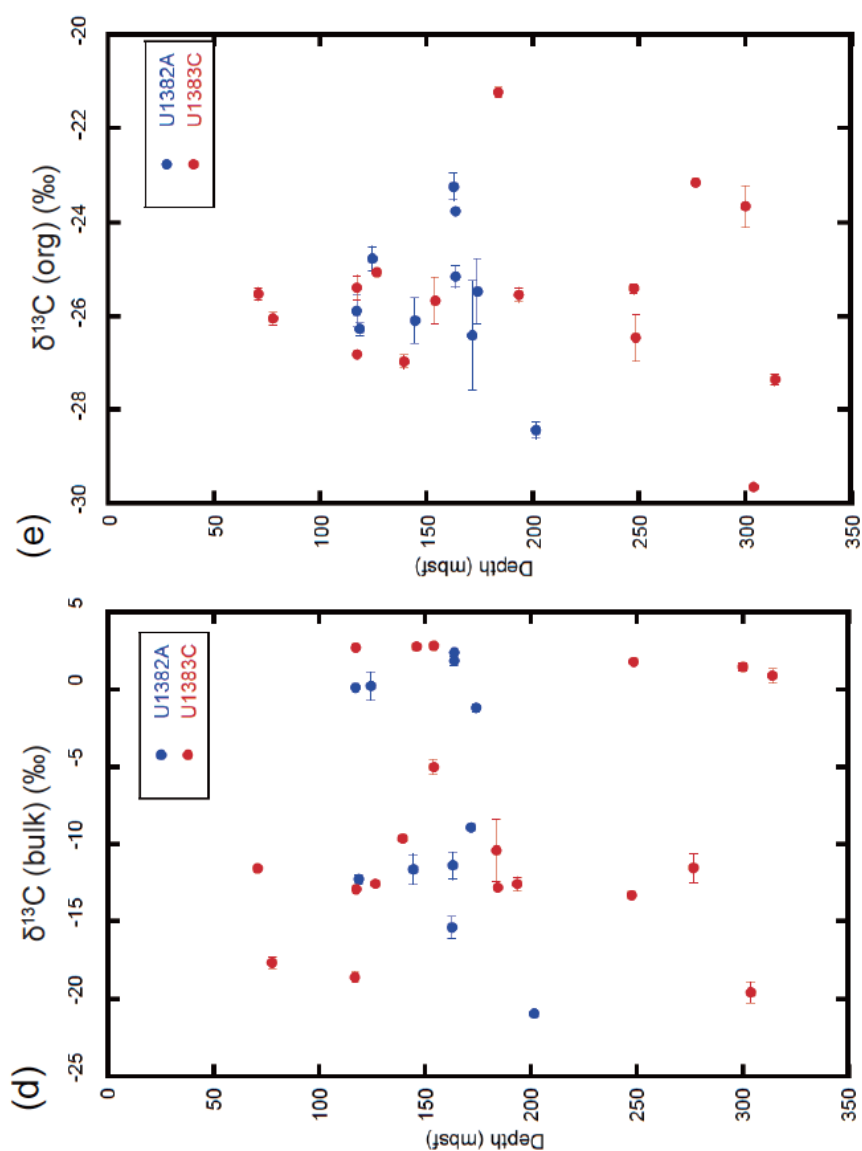 (d)
δ¹³C (bulk) (‰)
-25
-20
-15
-10
-5
0
5
0
50
100
150
200
250
300
350
Depth (mbsf)
U1382A
U1383C
(e)
δ¹³C (org) (‰)
-30
-28
-26
-24
-22
-20
0
50
100
150
200
250
300
350
Depth (mbsf)
U1382A
U1383C